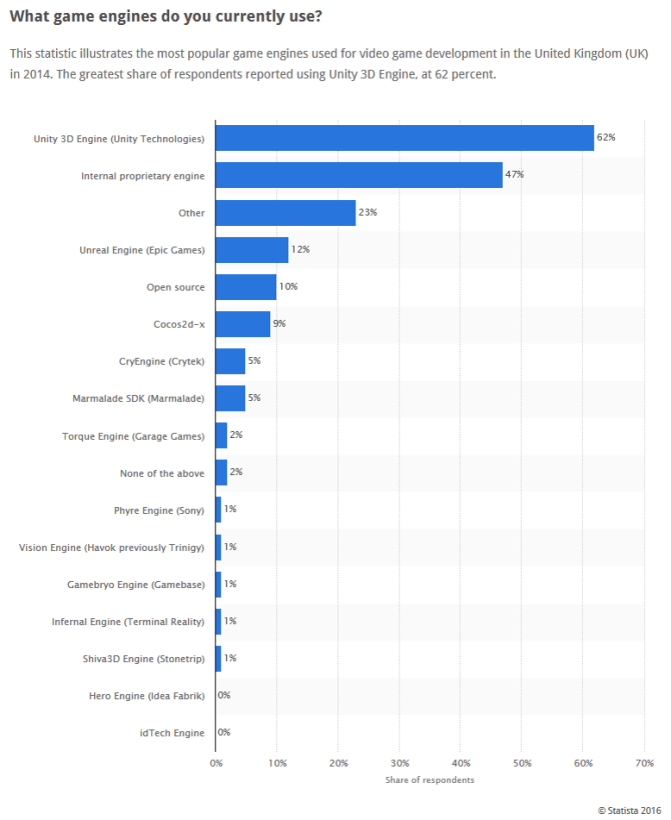 What game engines do you currently use?
This statistic illustrates the most popular game engines used for video game development in the United Kingdom (UK)
in 2014. The greatest share of respondents reported using Unity 3D Engine, at 62 percent.
Unity 3D Engine (Unity Technologies) 62%
Internal proprietary engine 47%
Other 23%
Unreal Engine (Epic Games) 12%
Open source 10%
Cocos2d-x 9%
CryEngine (Crytek) 5%
Marmalade SDK (Marmalade) 5%
Torque Engine (Garage Games) 2%
None of the above 2%
Phyre Engine (Sony) 1%
Vision Engine (Havok previously Trinigy) 1%
Gamebryo Engine (Gamebase) 1%
Infernal Engine (Terminal Reality) 1%
Shiva3D Engine (Stonetrip) 1%
Hero Engine (Idea Fabrik) 0%
idTech Engine 0%
0% 10% 20% 30% 40% 50% 60% 70%
Share of respondents
© Statista 2016